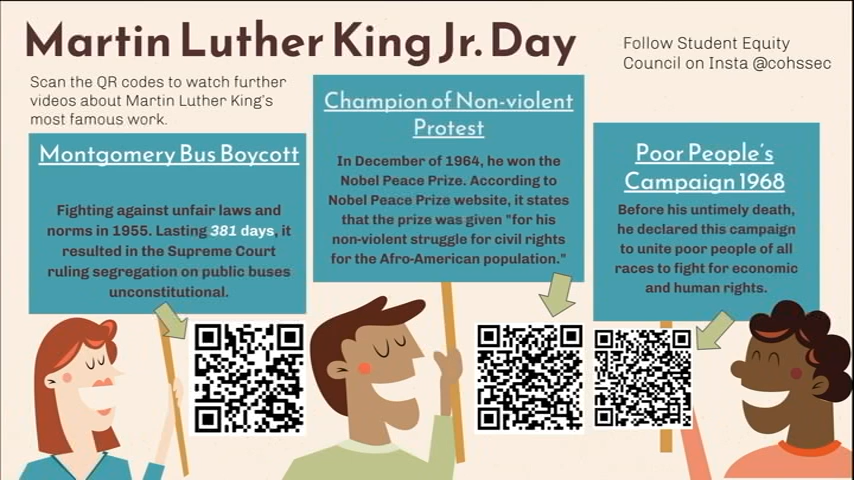 Martin Luther King Jr. Day
Follow Student Equity
Council on Insta @cohssec
Scan the QR codes to watch further
videos about Martin Luther King's
most famous work.
Montgomery Bus Boycott
Fighting against unfair laws and
norms in 1955. Lasting 381 days, it
resulted in the Supreme Court
ruling segregation on public buses
unconstitutional.
Champion of Non-violent
Protest
In December of 1964, he won the
Nobel Peace Prize. According to
Nobel Peace Prize website, it states
that the prize was given "for his
non-violent struggle for civil rights
for the Afro-American population."
Poor People's
Campaign 1968
Before his untimely death,
he declared this campaign
to unite poor people of all
races to fight for economic
and human rights.